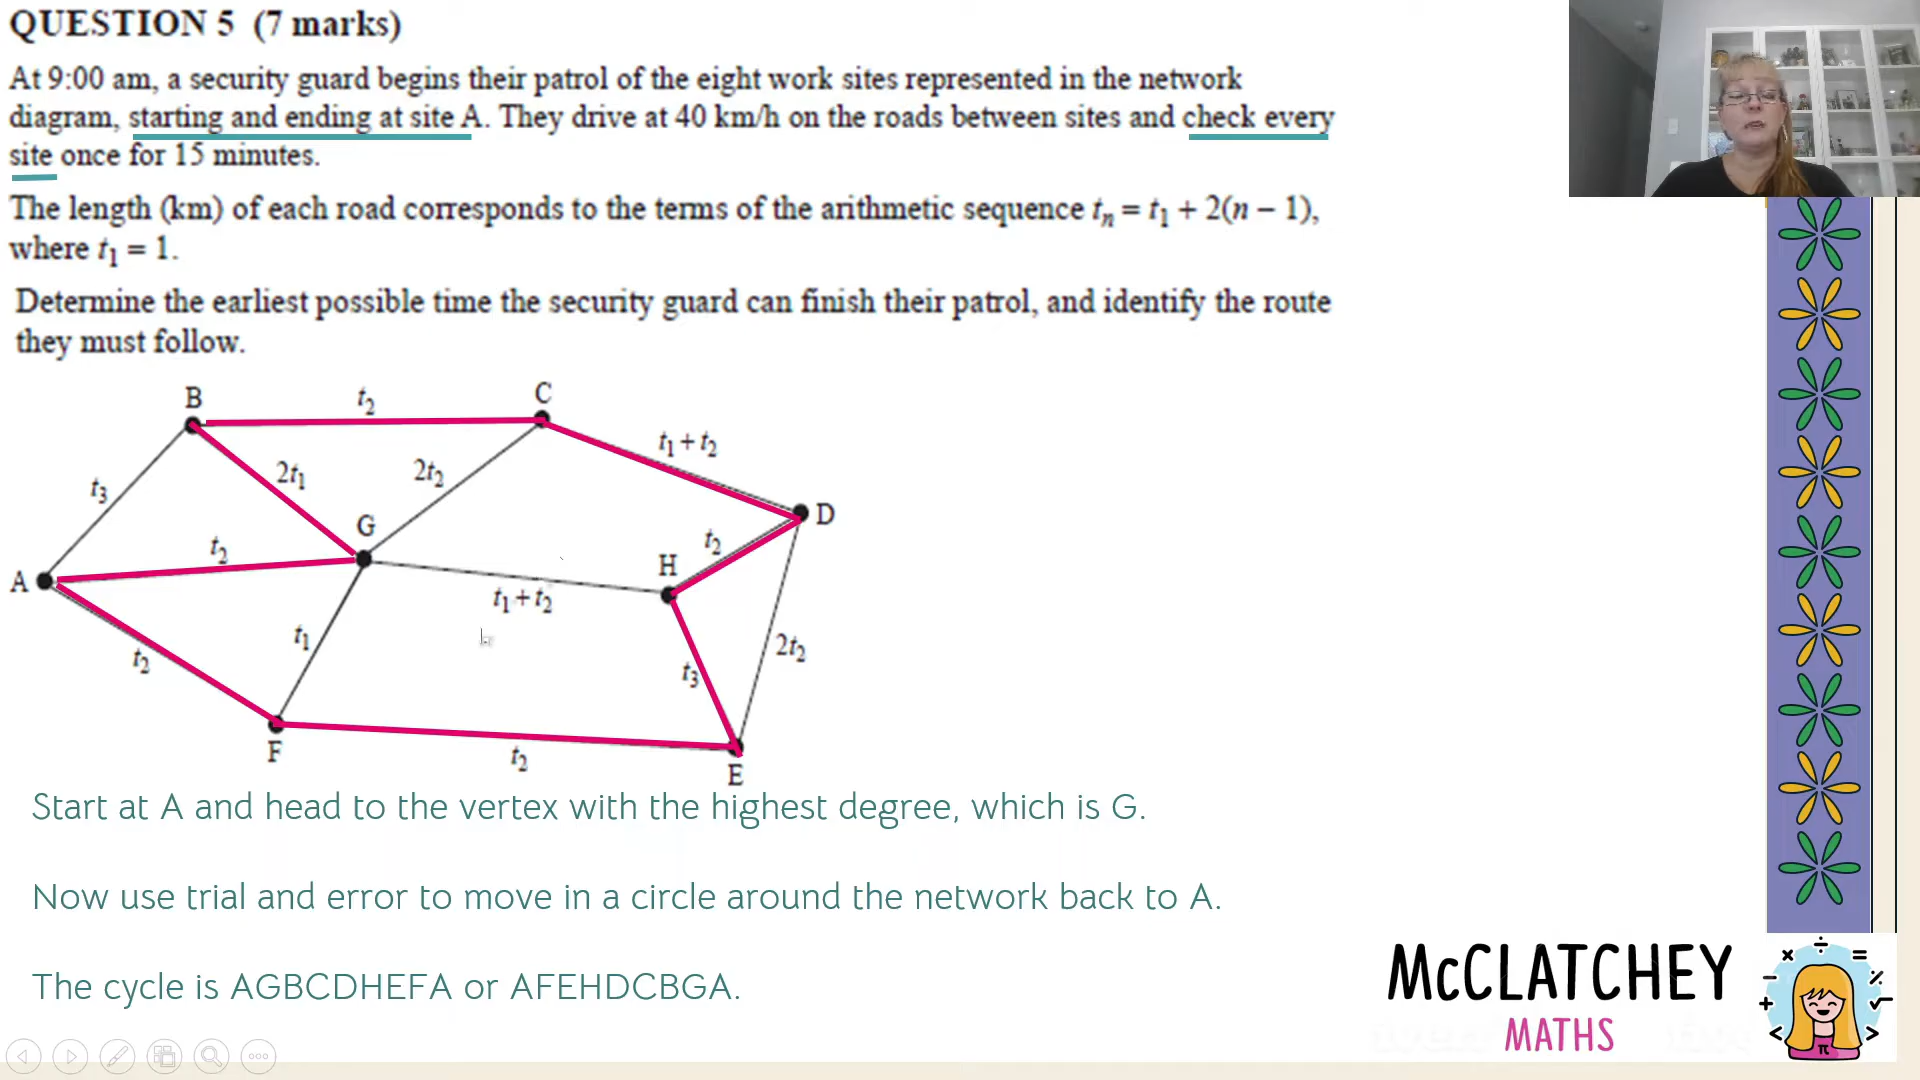 QUESTION 5 (7 marks)
At 9:00 am, a security guard begins their patrol of the eight work sites represented in the network
diagram, starting and ending at site A. They drive at 40 km/h on the roads between sites and check every
site once for 15 minutes.
The length (km) of each road corresponds to the terms of the arithmetic sequence tₙ = t₁ + 2(n − 1),
where t₁ = 1.
Determine the earliest possible time the security guard can finish their patrol, and identify the route
they must follow.
B
t₂
C
t₁ + t₂
t₃
2t₁
2t₂
D
G
t₂
t₂
H
A
t₁ + t₂
t₁
2t₂
t₂
t₃
F
t₂
E
Start at A and head to the vertex with the highest degree, which is G.
Now use trial and error to move in a circle around the network back to A.
The cycle is AGBCDHEFA or AFEHDCBGA.
McCLATCHEY
MATHS
× ÷ =
− %
+ √
< π >